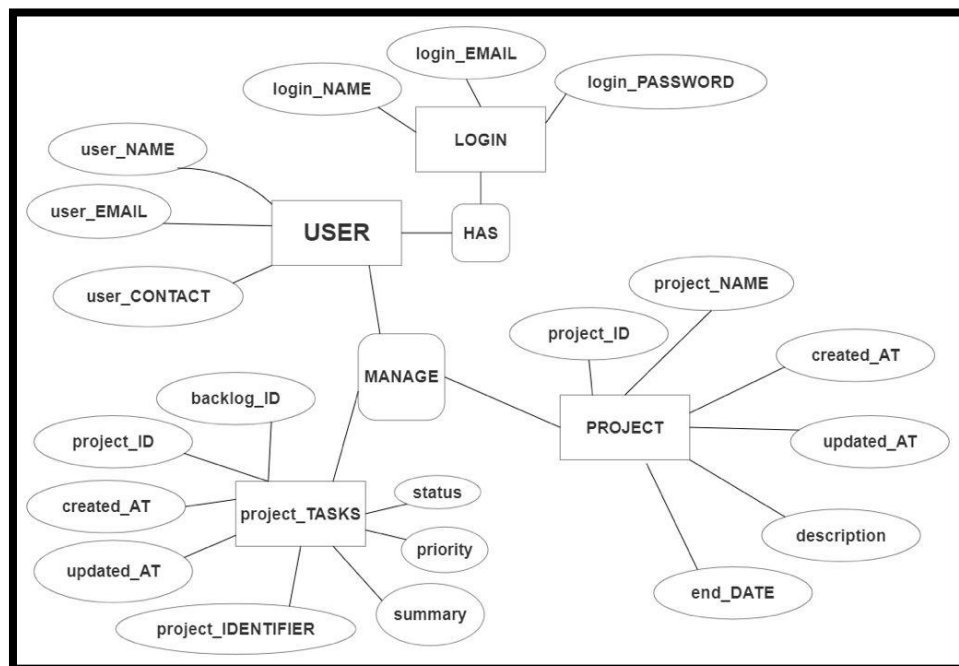 login_EMAIL
login_NAME
login_PASSWORD
LOGIN
user_NAME
user_EMAIL
USER
HAS
user_CONTACT
project_NAME
project_ID
created_AT
MANAGE
backlog_ID
PROJECT
updated_AT
project_ID
status
created_AT
project_TASKS
priority
description
updated_AT
end_DATE
summary
project_IDENTIFIER